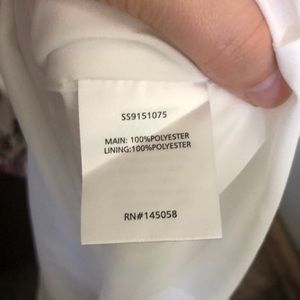 SS9151075
MAIN: 100%POLYESTER
LINING:100%POLYESTER
RN#145058